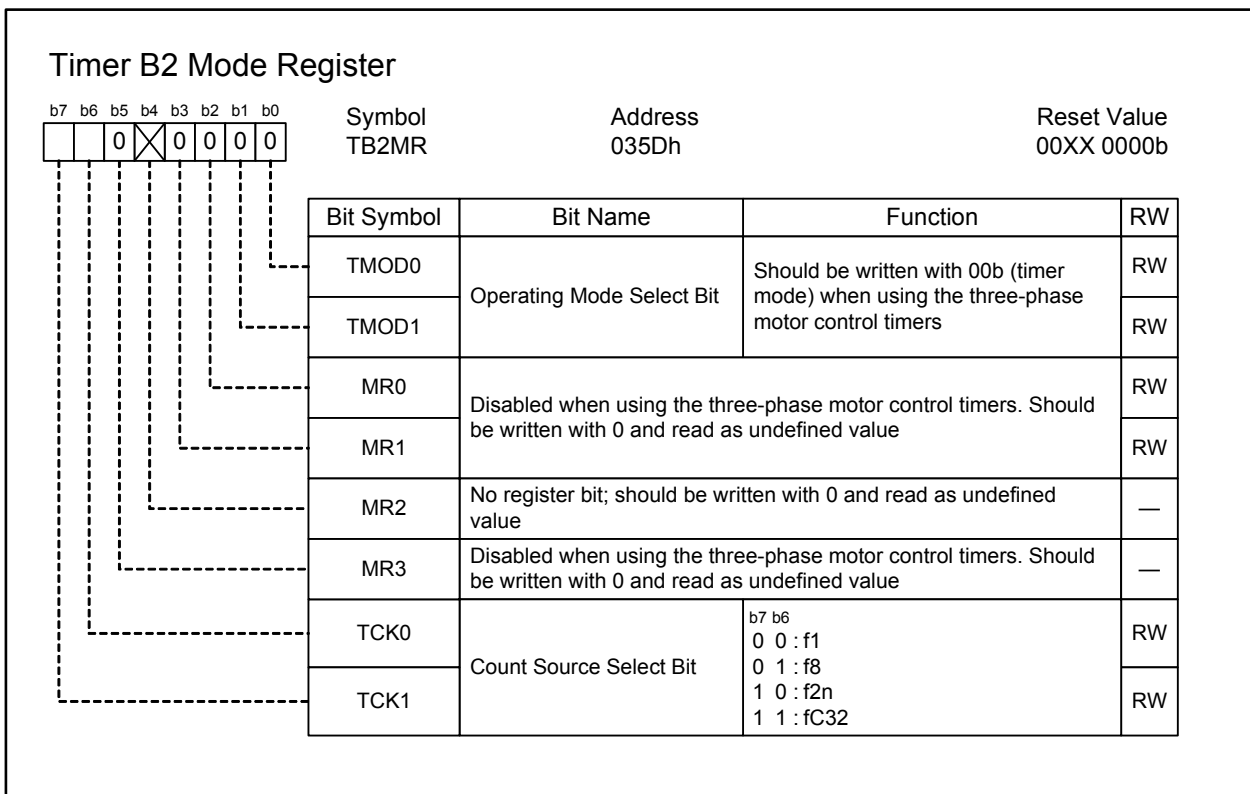 Timer B2 Mode Register
b7 b6 b5 b4 b3 b2 b1 b0
0 0 0 0 0
Symbol Address Reset Value
TB2MR 035Dh 00XX 0000b
Bit Symbol Bit Name Function RW
TMOD0 RW
Operating Mode Select Bit
Should be written with 00b (timer
mode) when using the three-phase
motor control timers
TMOD1 RW
MR0 RW
Disabled when using the three-phase motor control timers. Should
be written with 0 and read as undefined value
MR1 RW
MR2 No register bit; should be written with 0 and read as undefined
value —
MR3 Disabled when using the three-phase motor control timers. Should
be written with 0 and read as undefined value —
TCK0 RW
Count Source Select Bit
b7 b6
0 0 : f1
0 1 : f8
1 0 : f2n
1 1 : fC32
TCK1 RW